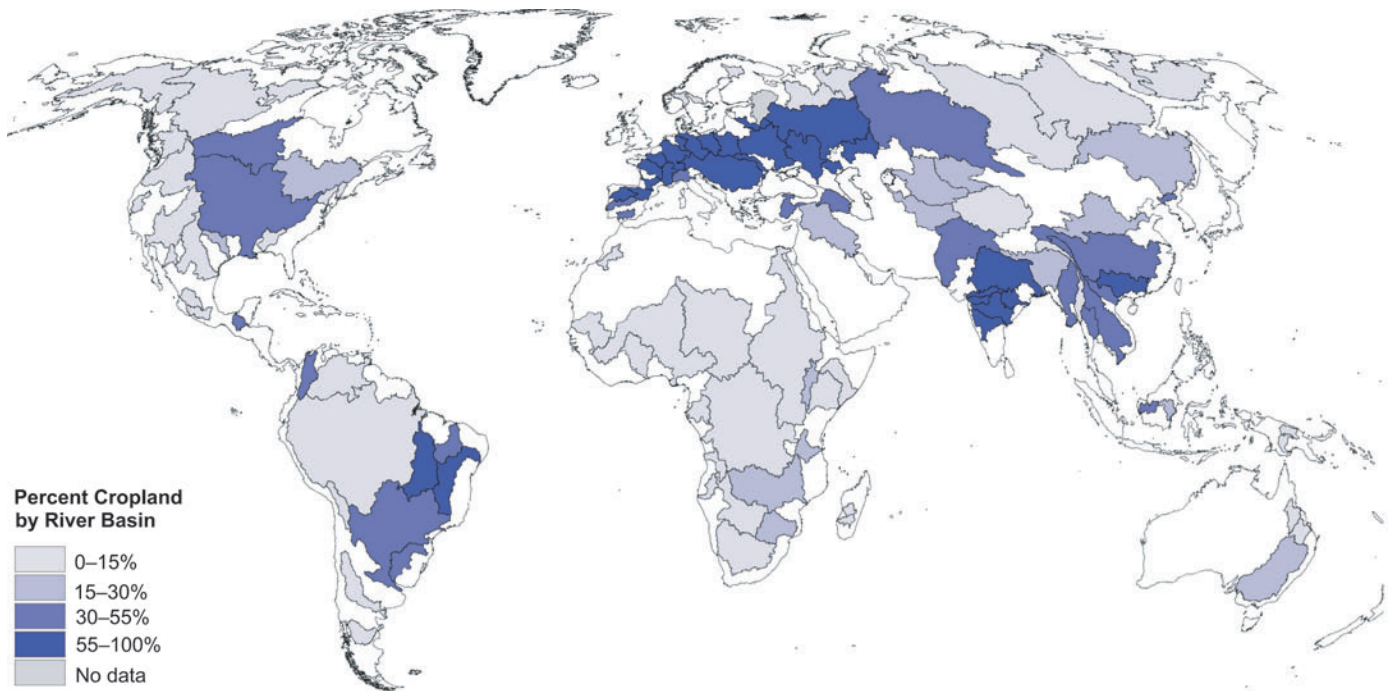 Percent Cropland
by River Basin
0–15%
15–30%
30–55%
55–100%
No data